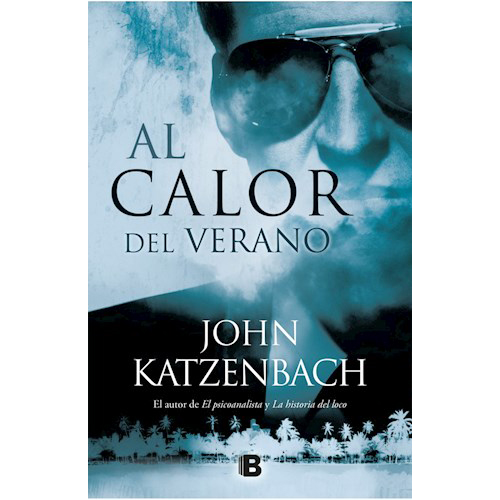 AL
CALOR
DEL VERANO
JOHN
KATZENBACH
El autor de El psicoanalista y La historia del loco
B